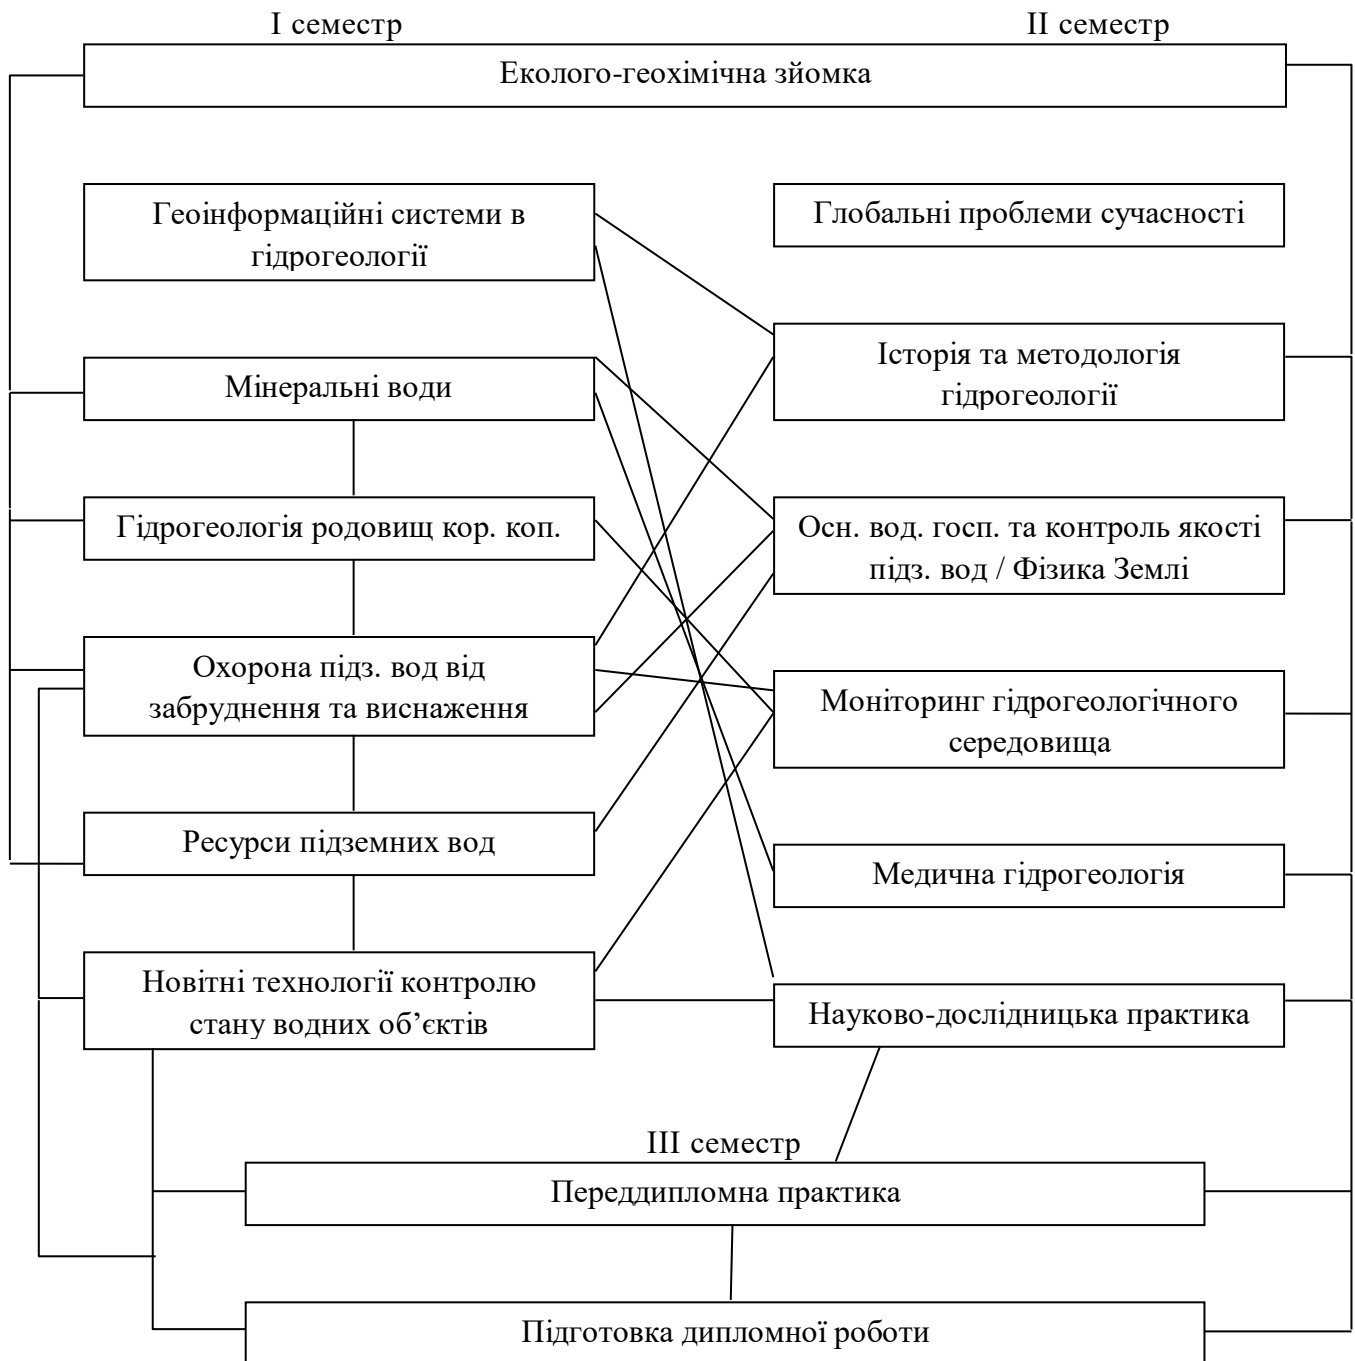 І семестр
ІІ семестр
Еколого-геохімічна зйомка
Геоінформаційні системи в
гідрогеології
Глобальні проблеми сучасності
Історія та методологія
гідрогеології
Мінеральні води
Гідрогеологія родовищ кор. коп.
Осн. вод. госп. та контроль якості
підз. вод / Фізика Землі
Охорона підз. вод від
забруднення та виснаження
Моніторинг гідрогеологічного
середовища
Ресурси підземних вод
Медична гідрогеологія
Новітні технології контролю
стану водних об’єктів
Науково-дослідницька практика
ІІІ семестр
Переддипломна практика
Підготовка дипломної роботи